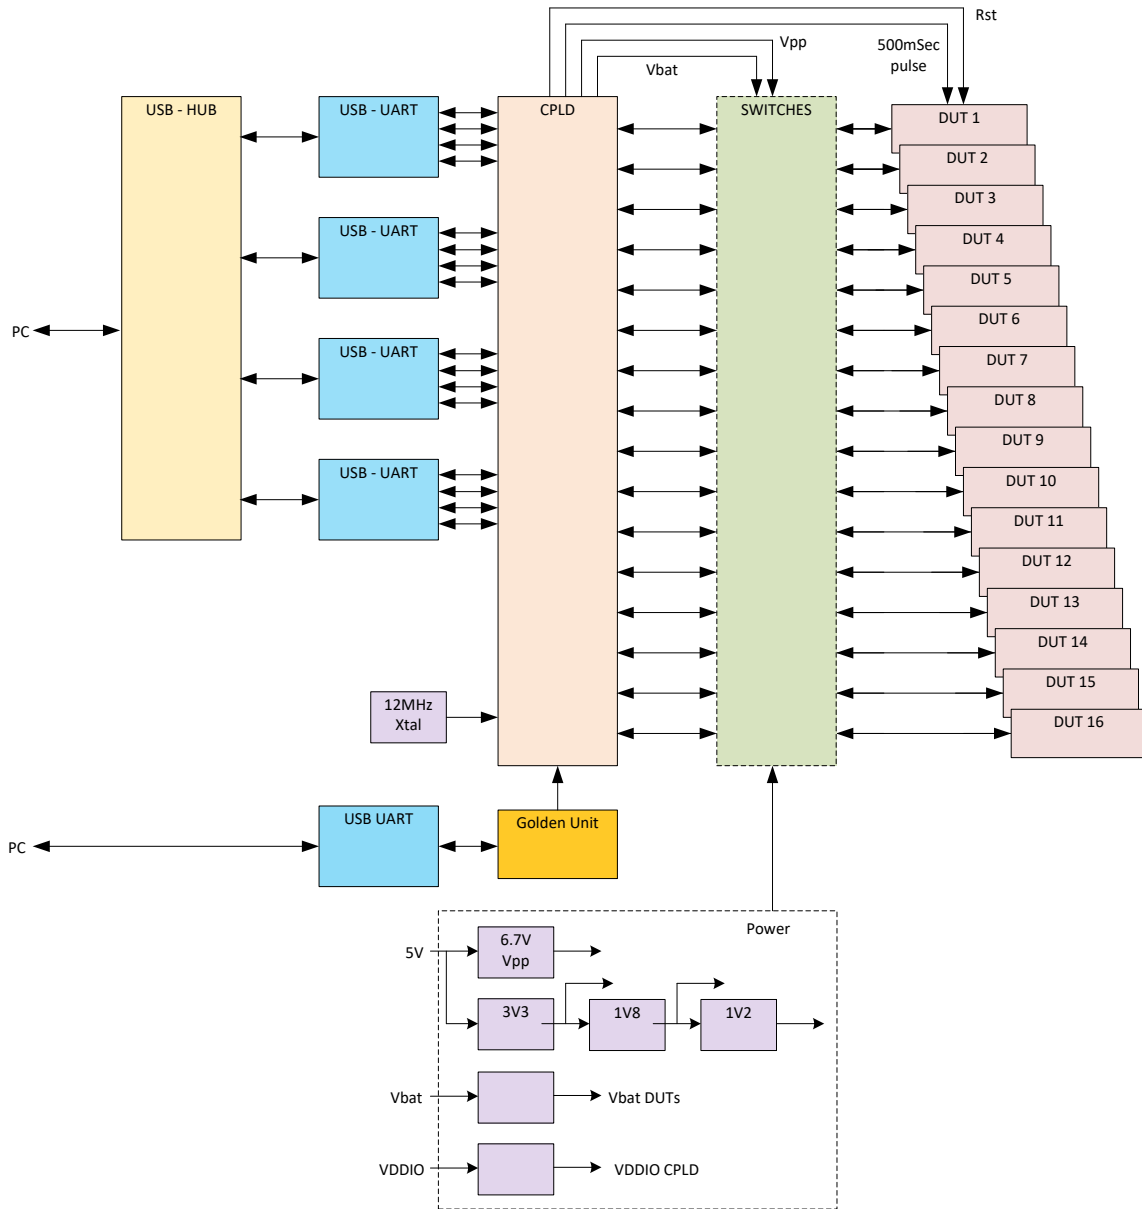 Rst
Vpp
500mSec
pulse
Vbat
USB - HUB
USB - UART
CPLD
SWITCHES
DUT 1
DUT 2
DUT 3
USB - UART
DUT 4
DUT 5
PC
DUT 6
USB - UART
DUT 7
DUT 8
DUT 9
USB - UART
DUT 10
DUT 11
DUT 12
DUT 13
DUT 14
DUT 15
12MHz
Xtal
DUT 16
USB UART
Golden Unit
PC
Power
5V
6.7V
Vpp
3V3
1V8
1V2
Vbat
Vbat DUTs
VDDIO
VDDIO CPLD